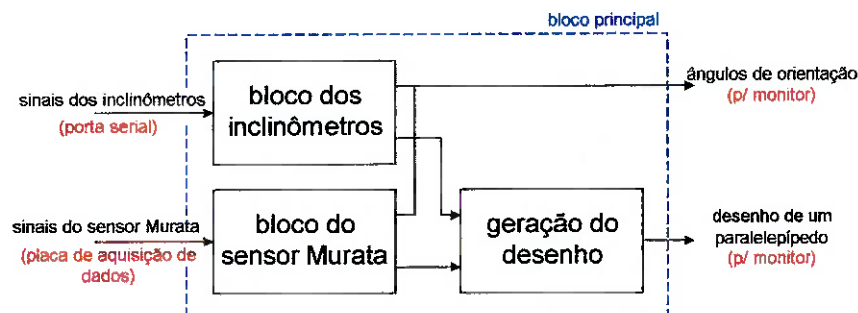 bloco principal
sinais dos inclinômetros
(porta serial)
bloco dos
inclinômetros
ângulos de orientação
(p/ monitor)
sinais do sensor Murata
(placa de aquisição de
dados)
bloco do
sensor Murata
geração do
desenho
desenho de um
paralelepípedo
(p/ monitor)